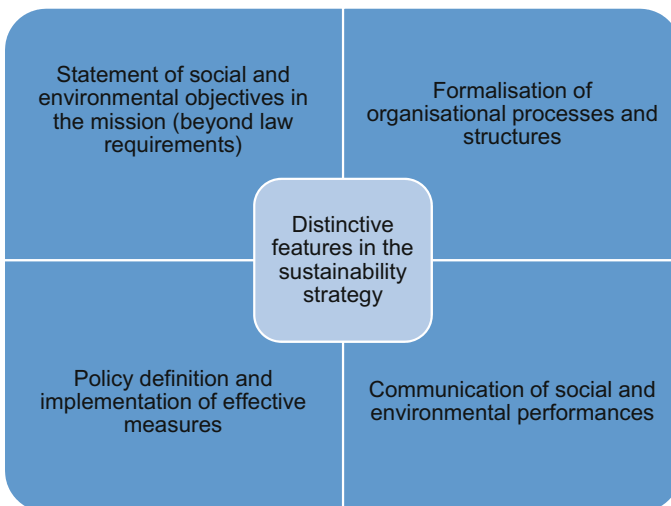 Statement of social and
environmental objectives in
the mission (beyond law
requirements)
Formalisation of
organisational processes and
structures
Distinctive
features in the
sustainability
strategy
Policy definition and
implementation of effective
measures
Communication of social and
environmental performances